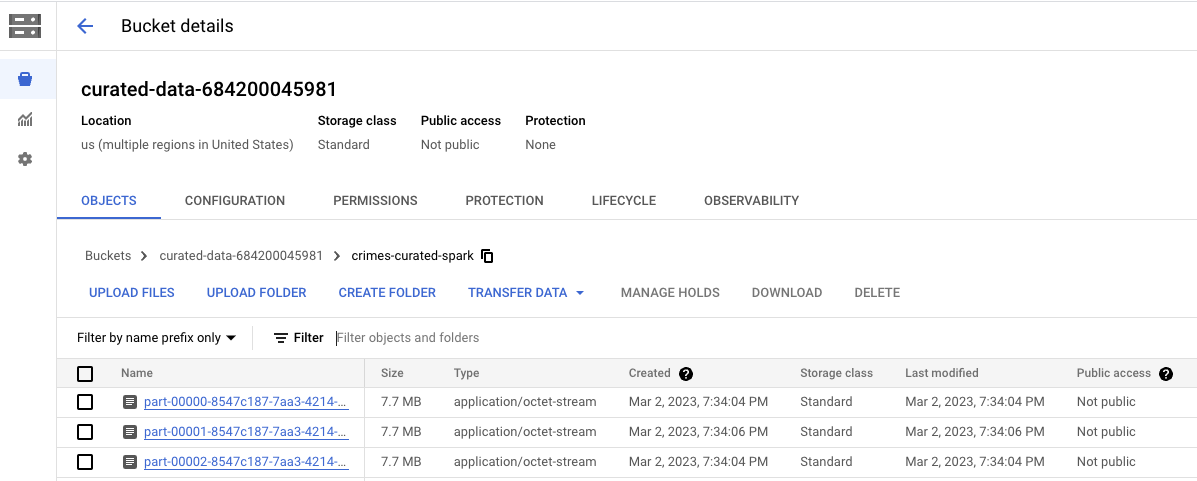 Bucket details
curated-data-684200045981
Location Storage class Public access Protection
us (multiple regions in United States) Standard Not public None
OBJECTS CONFIGURATION PERMISSIONS PROTECTION LIFECYCLE OBSERVABILITY
Buckets > curated-data-684200045981 > crimes-curated-spark
UPLOAD FILES UPLOAD FOLDER CREATE FOLDER TRANSFER DATA MANAGE HOLDS DOWNLOAD DELETE
Filter by name prefix only Filter Filter objects and folders
Name Size Type Created ? Storage class Last modified Public access ?
part-00000-8547c187-7aa3-4214-... 7.7 MB application/octet-stream Mar 2, 2023, 7:34:04 PM Standard Mar 2, 2023, 7:34:04 PM Not public
part-00001-8547c187-7aa3-4214-... 7.7 MB application/octet-stream Mar 2, 2023, 7:34:06 PM Standard Mar 2, 2023, 7:34:06 PM Not public
part-00002-8547c187-7aa3-4214-... 7.7 MB application/octet-stream Mar 2, 2023, 7:34:04 PM Standard Mar 2, 2023, 7:34:04 PM Not public